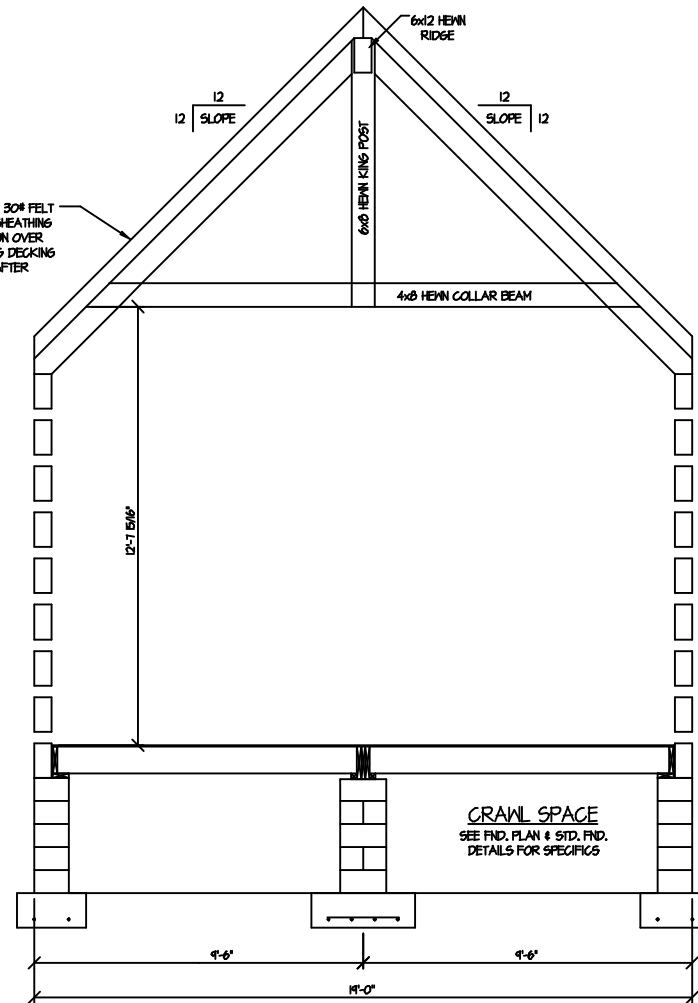 6x12 HEWN
RIDGE
12
12 SLOPE
12
SLOPE 12
6x8 HEWN KING POST
30# FELT
SHEATHING
ON OVER
DECKING
4x8 HEWN COLLAR BEAM
12'-7 15/16"
CRAWL SPACE
SEE FND. PLAN & STD. FND.
DETAILS FOR SPECIFICS
9'-6"
9'-6"
19'-0"